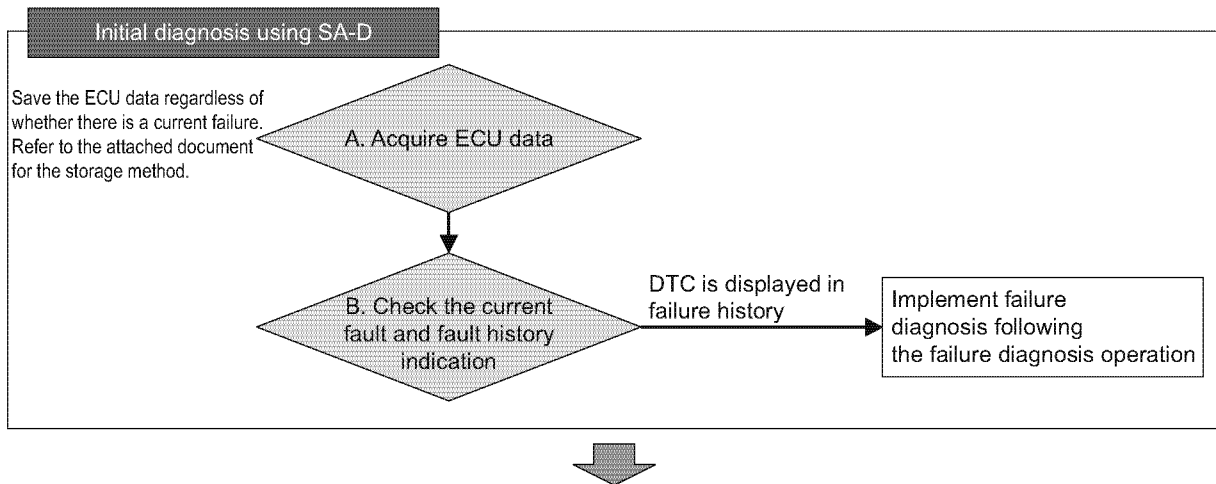 Initial diagnosis using SA-D
Save the ECU data regardless of
whether there is a current failure.
Refer to the attached document
for the storage method.
A. Acquire ECU data
B. Check the current
fault and fault history
indication
DTC is displayed in
failure history
Implement failure
diagnosis following
the failure diagnosis operation